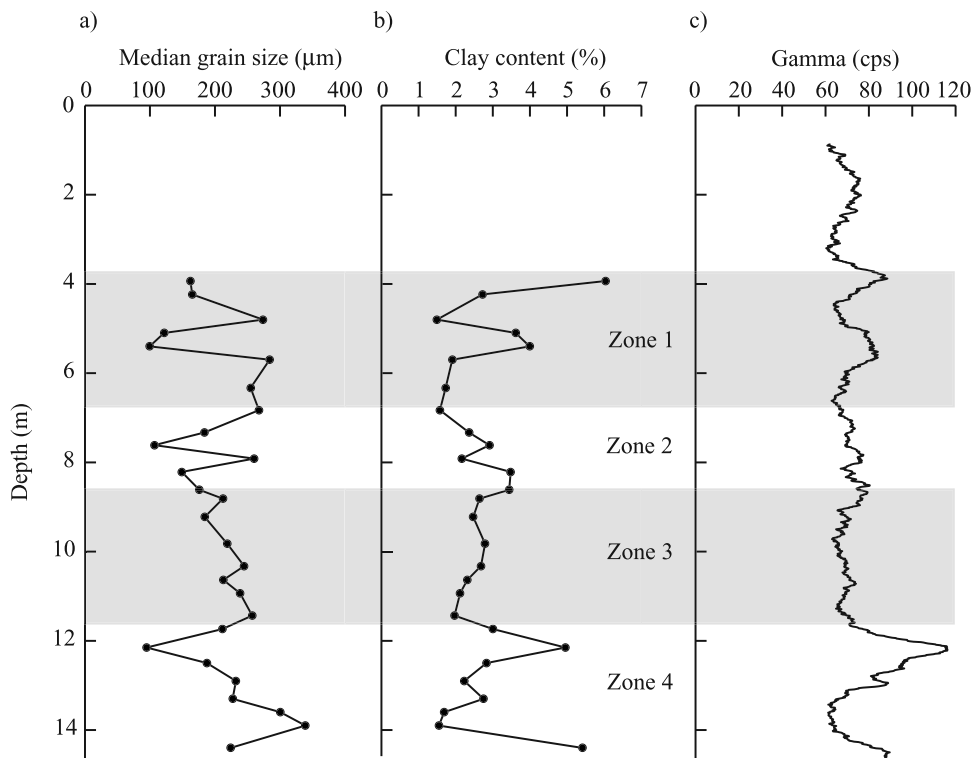 a) b) c)
Median grain size (μm) Clay content (%) Gamma (cps)
0 100 200 300 400 0 1 2 3 4 5 6 7 0 20 40 60 80 100 120
0
2
4
Zone 1
6
Zone 2
8
Depth (m)
10
Zone 3
12
Zone 4
14